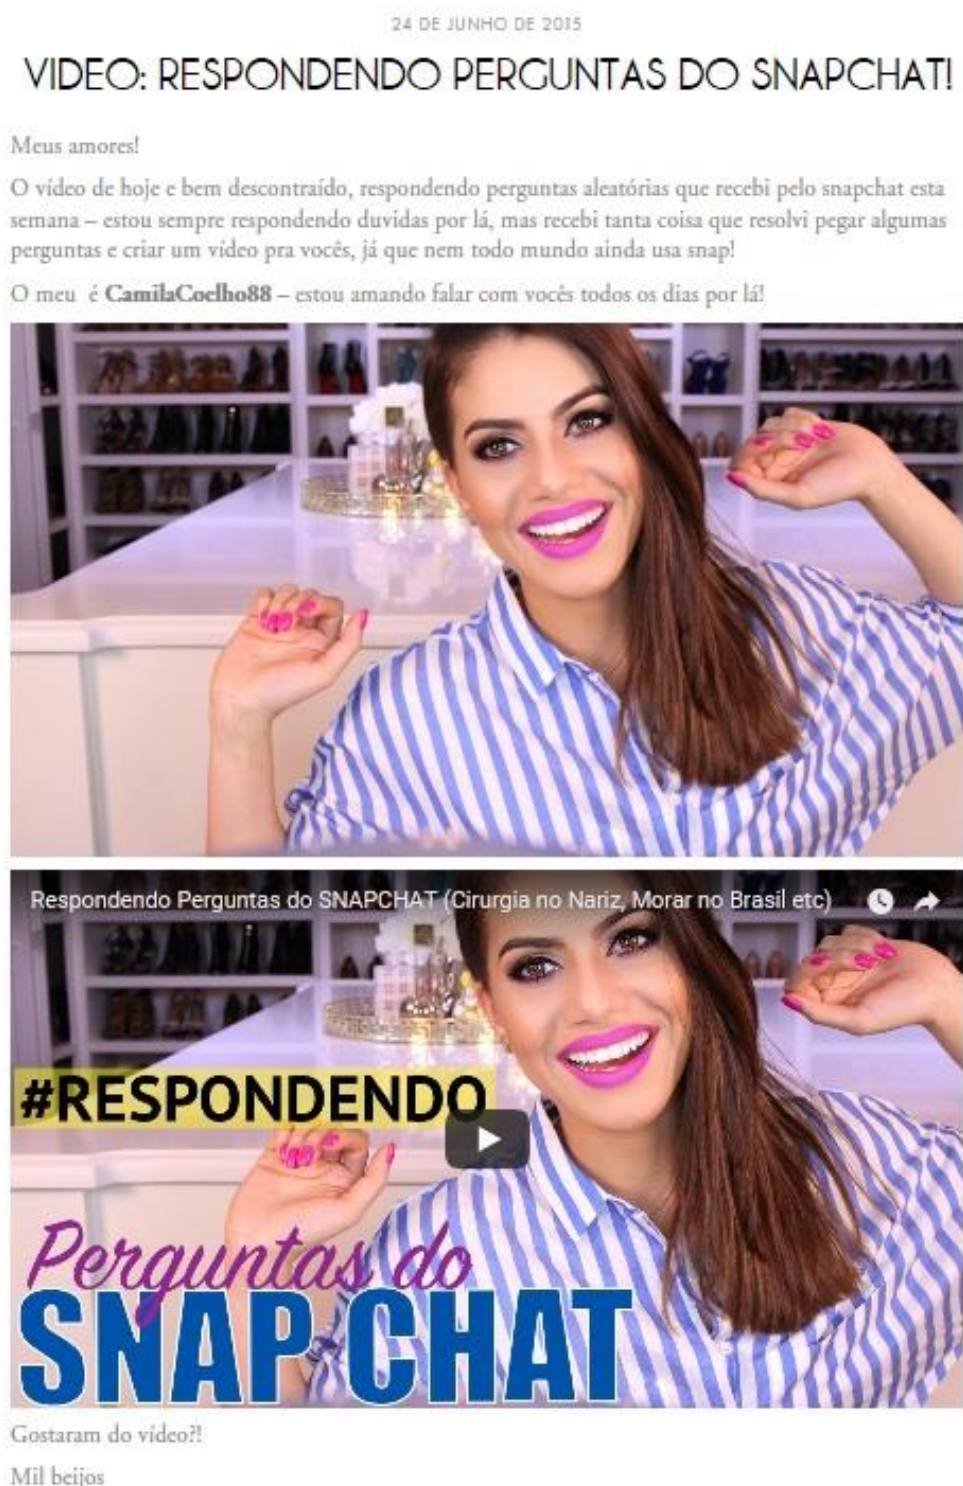 24 DE JUNHO DE 2015
VIDEO: RESPONDENDO PERGUNTAS DO SNAPCHAT!
Meus amores!
O vídeo de hoje e bem descontraído, respondendo perguntas aleatórias que recebi pelo snapchat esta
semana – estou sempre respondendo duvidas por lá, mas recebi tanta coisa que resolvi pegar algumas
perguntas e criar um vídeo pra vocês, já que nem todo mundo ainda usa snap!
O meu é CamilaCoelho88 – estou amando falar com vocês todos os dias por lá!
Respondendo Perguntas do SNAPCHAT (Cirurgia no Nariz, Morar no Brasil etc)
#RESPONDENDO
Perguntas do
SNAP CHAT
Gostaram do vídeo?!
Mil beijos